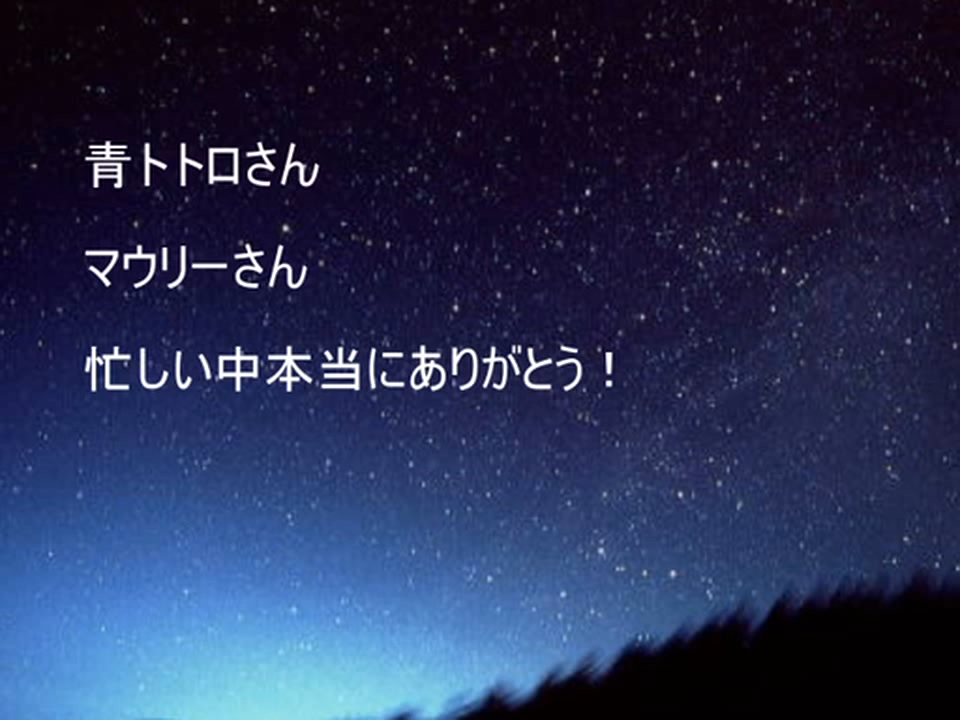 青トトロさん
マウリーさん
忙しい中本当にありがとう！